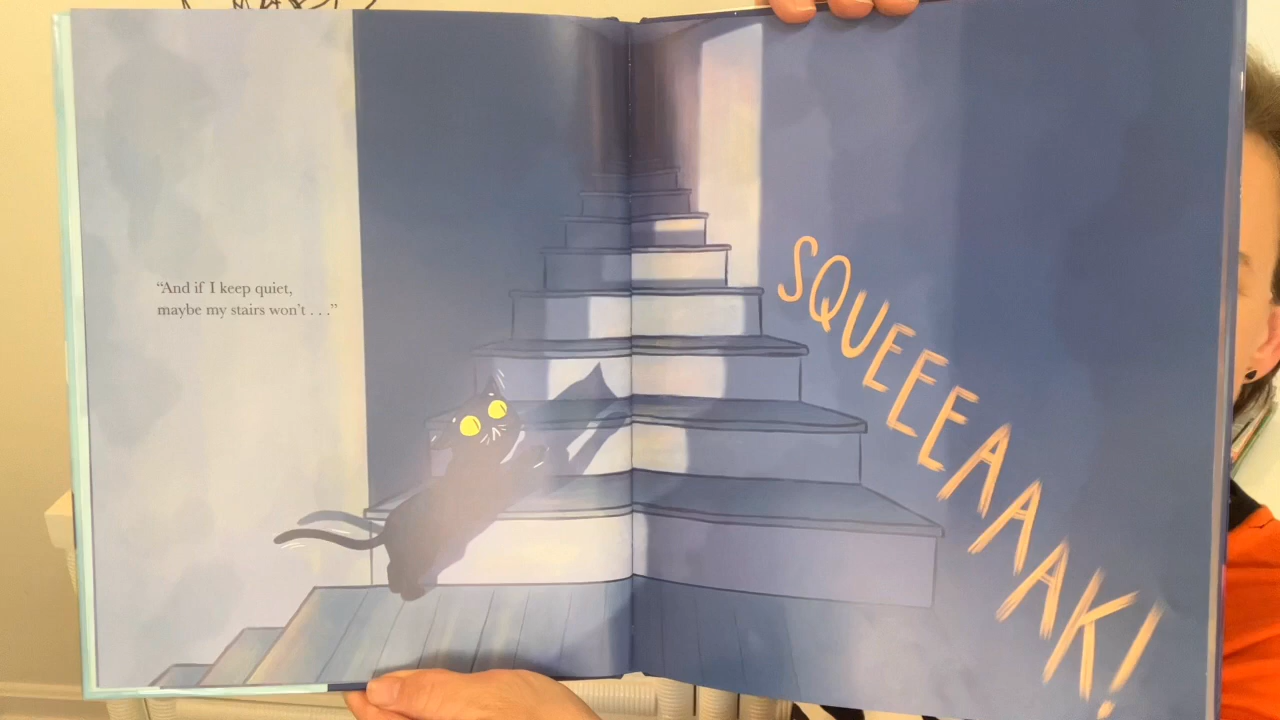 “And if I keep quiet,
maybe my stairs won’t . . .”
SQUEEEAAAK!